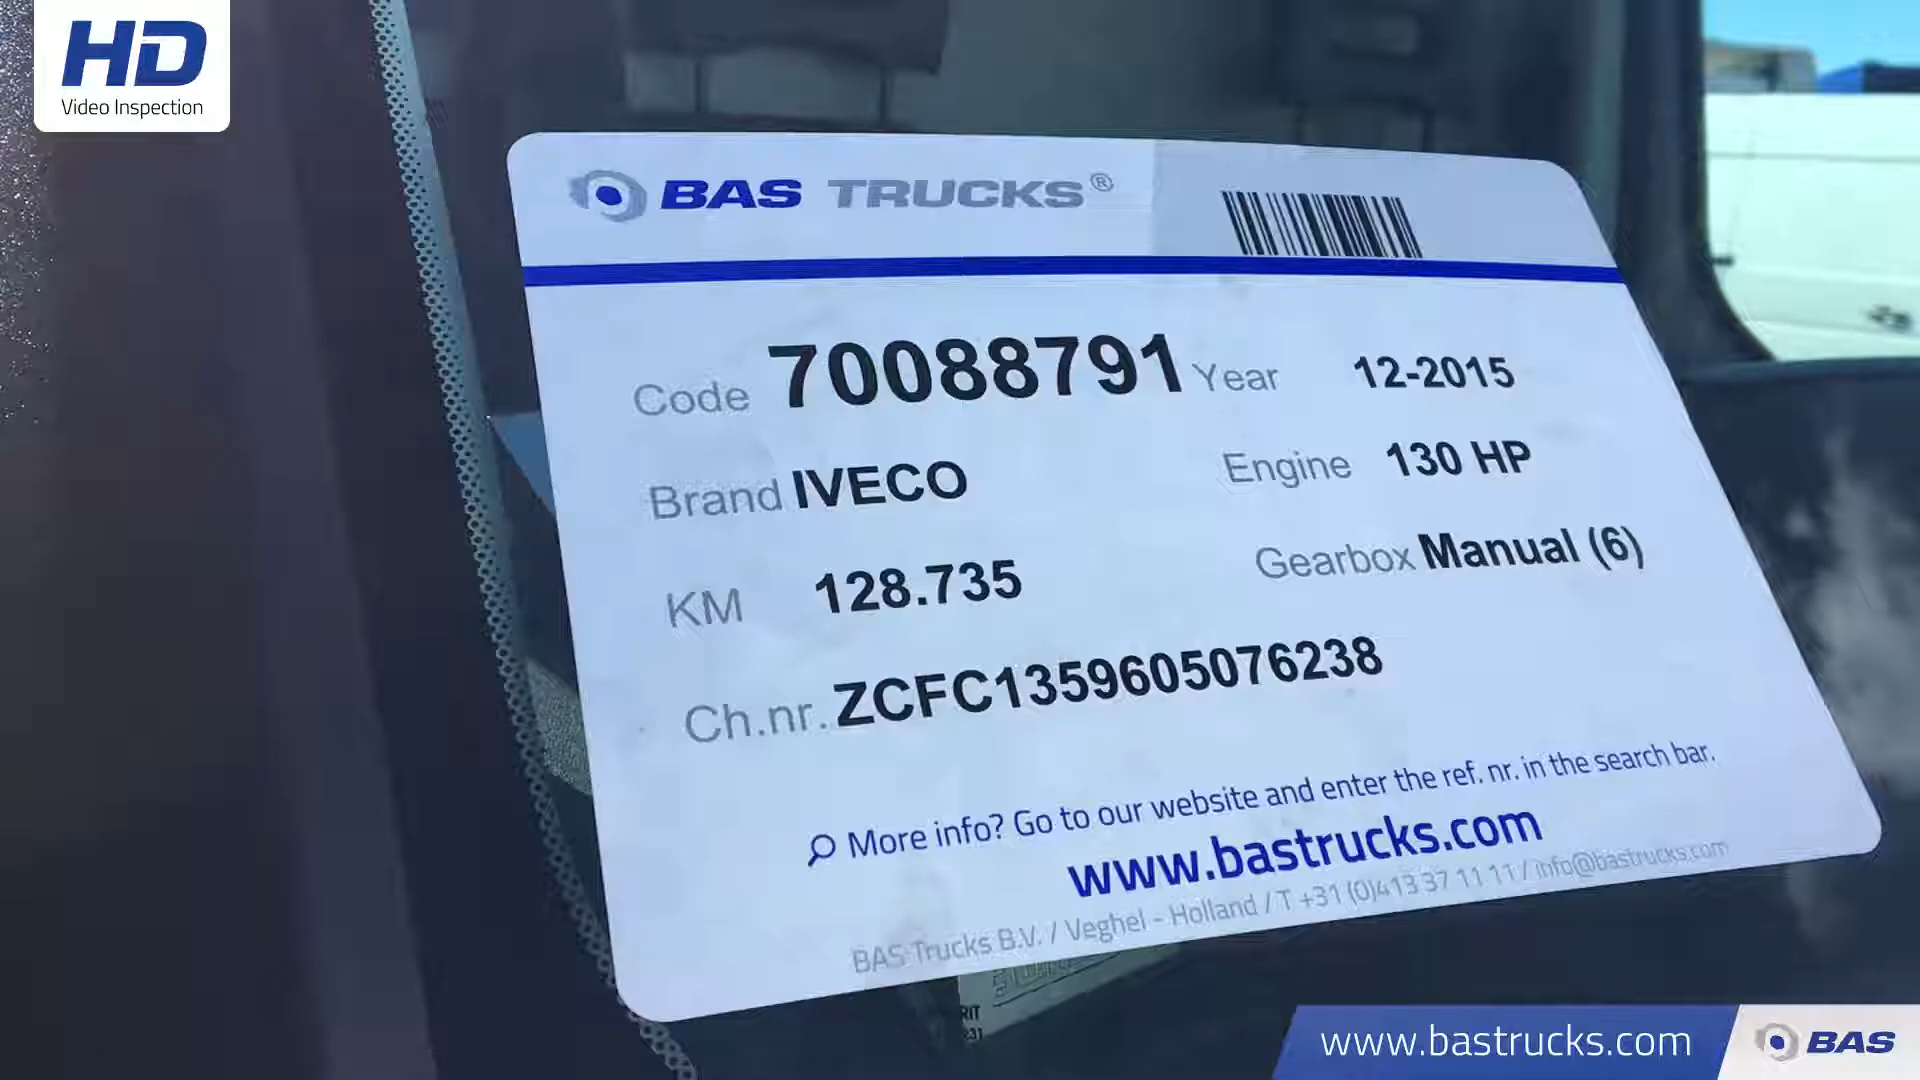 HD
Video Inspection
BAS TRUCKS®
Code 70088791 Year 12-2015
Brand IVECO Engine 130 HP
KM 128.735 Gearbox Manual (6)
Ch.nr. ZCFC1359605076238
More info? Go to our website and enter the ref. nr. in the search bar.
www.bastrucks.com
BAS Trucks B.V. / Veghel - Holland / T +31 (0)413 37 11 11 / info@bastrucks.com
RIT
www.bastrucks.com BAS